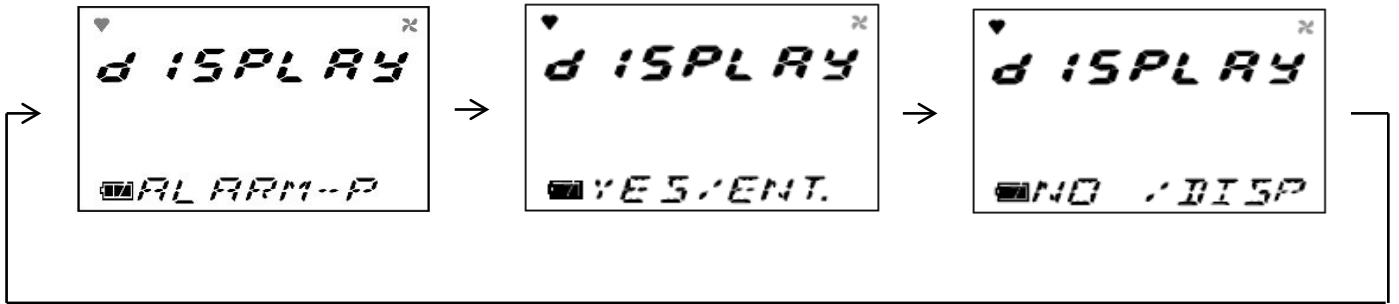 dISPLAY
ALARM--P
dISPLAY
YES/ENT.
dISPLAY
NO /DISP